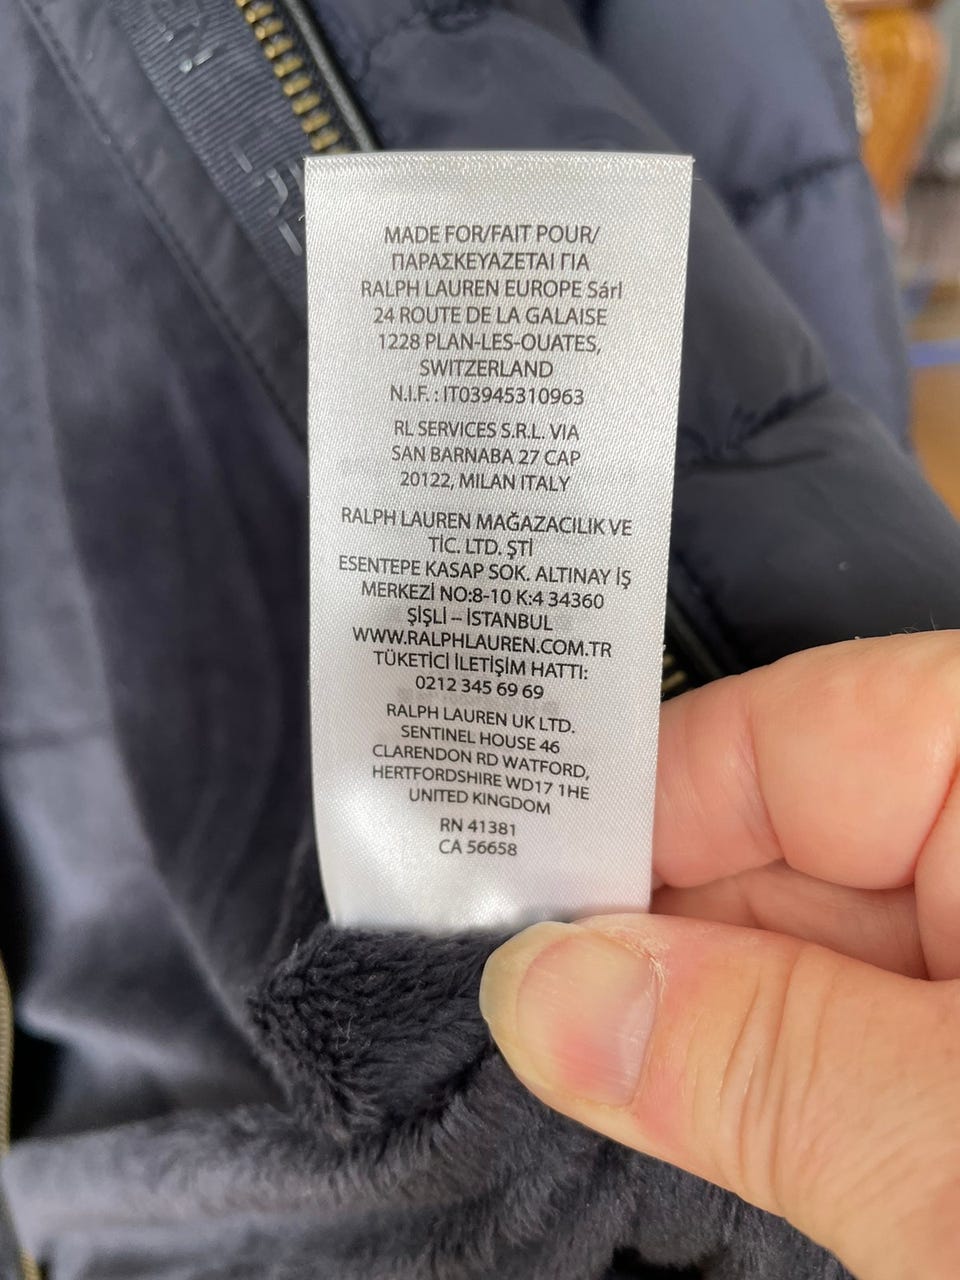 MADE FOR/FAIT POUR/
ΠΑΡΑΣΚΕΥΑΖΕΤΑΙ ΓΙΑ
RALPH LAUREN EUROPE Sárl
24 ROUTE DE LA GALAISE
1228 PLAN-LES-OUATES,
SWITZERLAND
N.I.F. : IT03945310963
RL SERVICES S.R.L. VIA
SAN BARNABA 27 CAP
20122, MILAN ITALY
RALPH LAUREN MAĞAZACILIK VE
TİC. LTD. ŞTİ
ESENTEPE KASAP SOK. ALTINAY İŞ
MERKEZİ NO:8-10 K:4 34360
ŞİŞLİ – İSTANBUL
WWW.RALPHLAUREN.COM.TR
TÜKETİCİ İLETİŞİM HATTI:
0212 345 69 69
RALPH LAUREN UK LTD.
SENTINEL HOUSE 46
CLARENDON RD WATFORD,
HERTFORDSHIRE WD17 1HE
UNITED KINGDOM
RN 41381
CA 56658